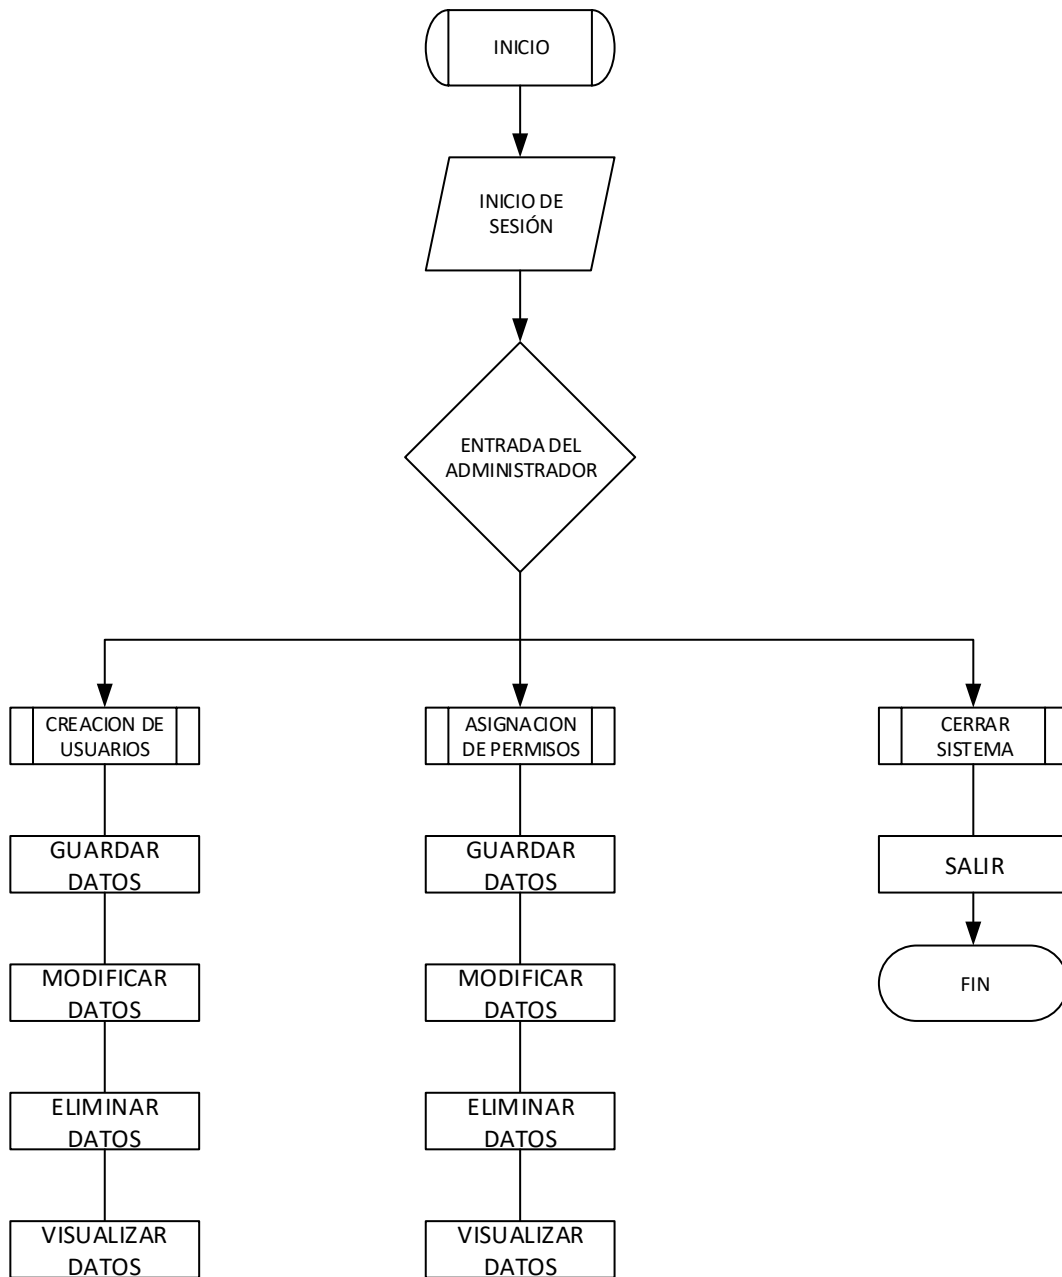 INICIO
INICIO DE
SESIÓN
ENTRADA DEL
ADMINISTRADOR
CREACION DE
USUARIOS
GUARDAR
DATOS
MODIFICAR
DATOS
ELIMINAR
DATOS
VISUALIZAR
DATOS
ASIGNACION
DE PERMISOS
GUARDAR
DATOS
MODIFICAR
DATOS
ELIMINAR
DATOS
VISUALIZAR
DATOS
CERRAR
SISTEMA
SALIR
FIN